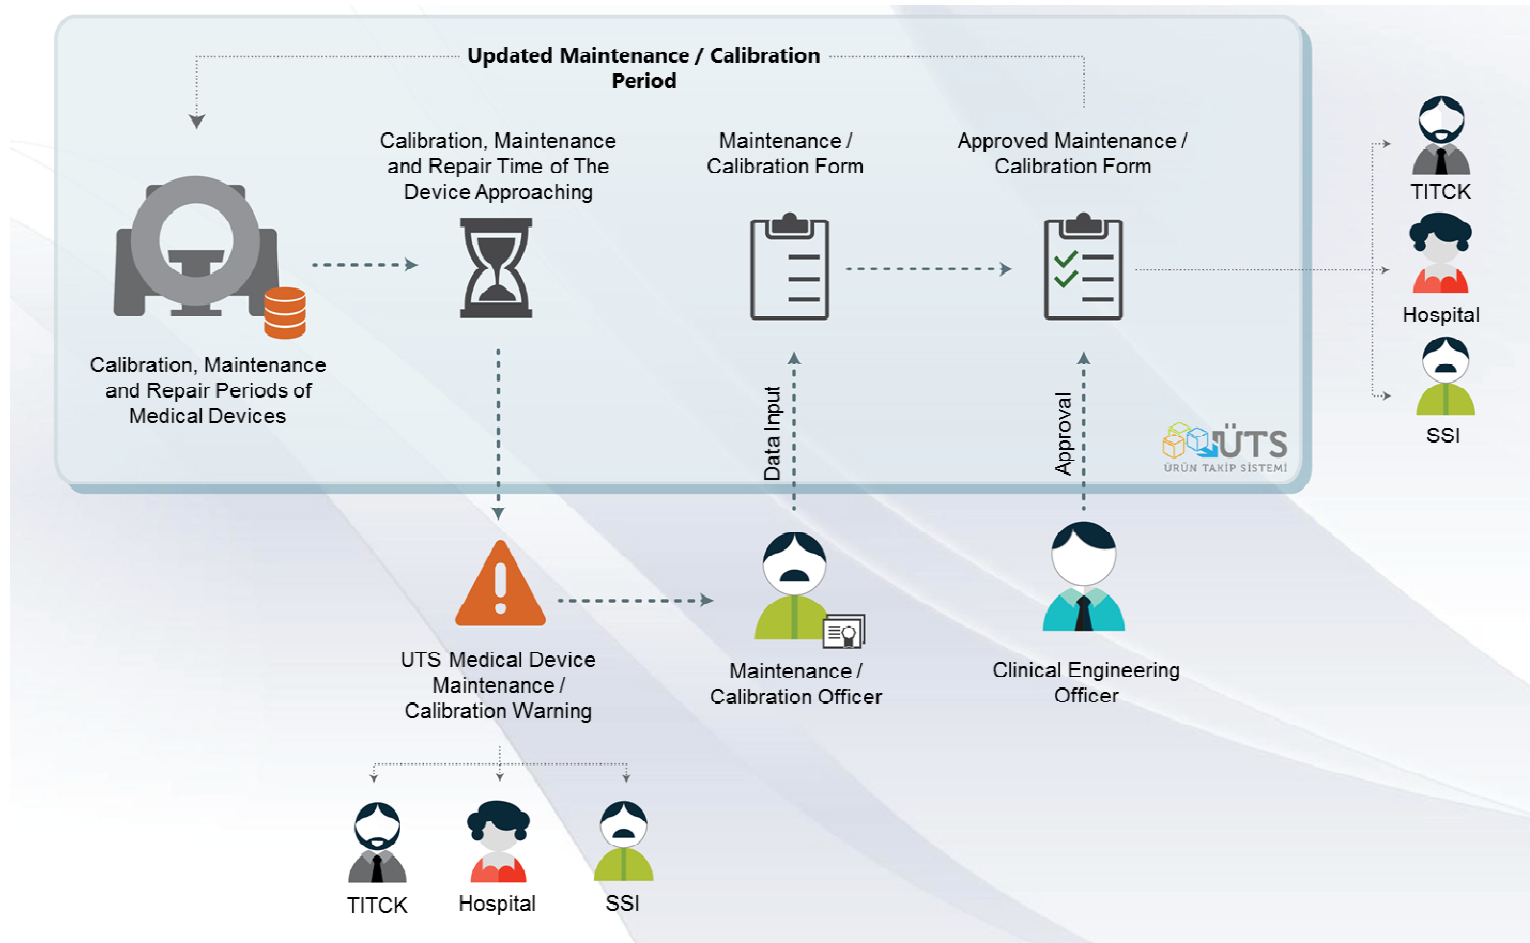 Updated Maintenance / Calibration
Period
Calibration, Maintenance
and Repair Time of The
Device Approaching
Maintenance /
Calibration Form
Approved Maintenance /
Calibration Form
TITCK
Hospital
SSI
Calibration, Maintenance
and Repair Periods of
Medical Devices
Data Input
Approval
ÜTS
ÜRÜN TAKİP SİSTEMİ
UTS Medical Device
Maintenance /
Calibration Warning
Maintenance /
Calibration Officer
Clinical Engineering
Officer
TITCK
Hospital
SSI